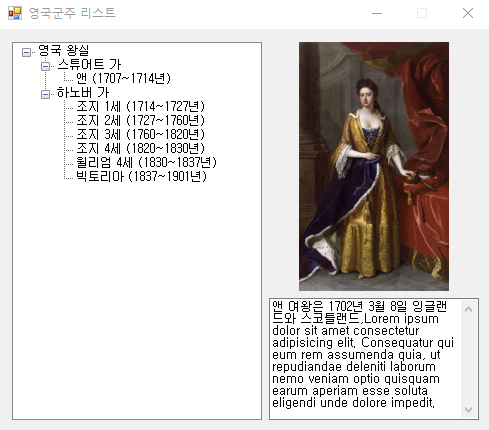 영국군주 리스트
영국 왕실
스튜어트 가
앤 (1707~1714년)
하노버 가
조지 1세 (1714~1727년)
조지 2세 (1727~1760년)
조지 3세 (1760~1820년)
조지 4세 (1820~1830년)
윌리엄 4세 (1830~1837년)
빅토리아 (1837~1901년)
앤 여왕은 1702년 3월 8일 잉글랜
드와 스코틀랜드,Lorem ipsum
dolor sit amet consectetur
adipisicing elit. Consequatur qui
eum rem assumenda quia, ut
repudiandae deleniti laborum
nemo veniam optio quisquam
earum aperiam esse soluta
eligendi unde dolore impedit.